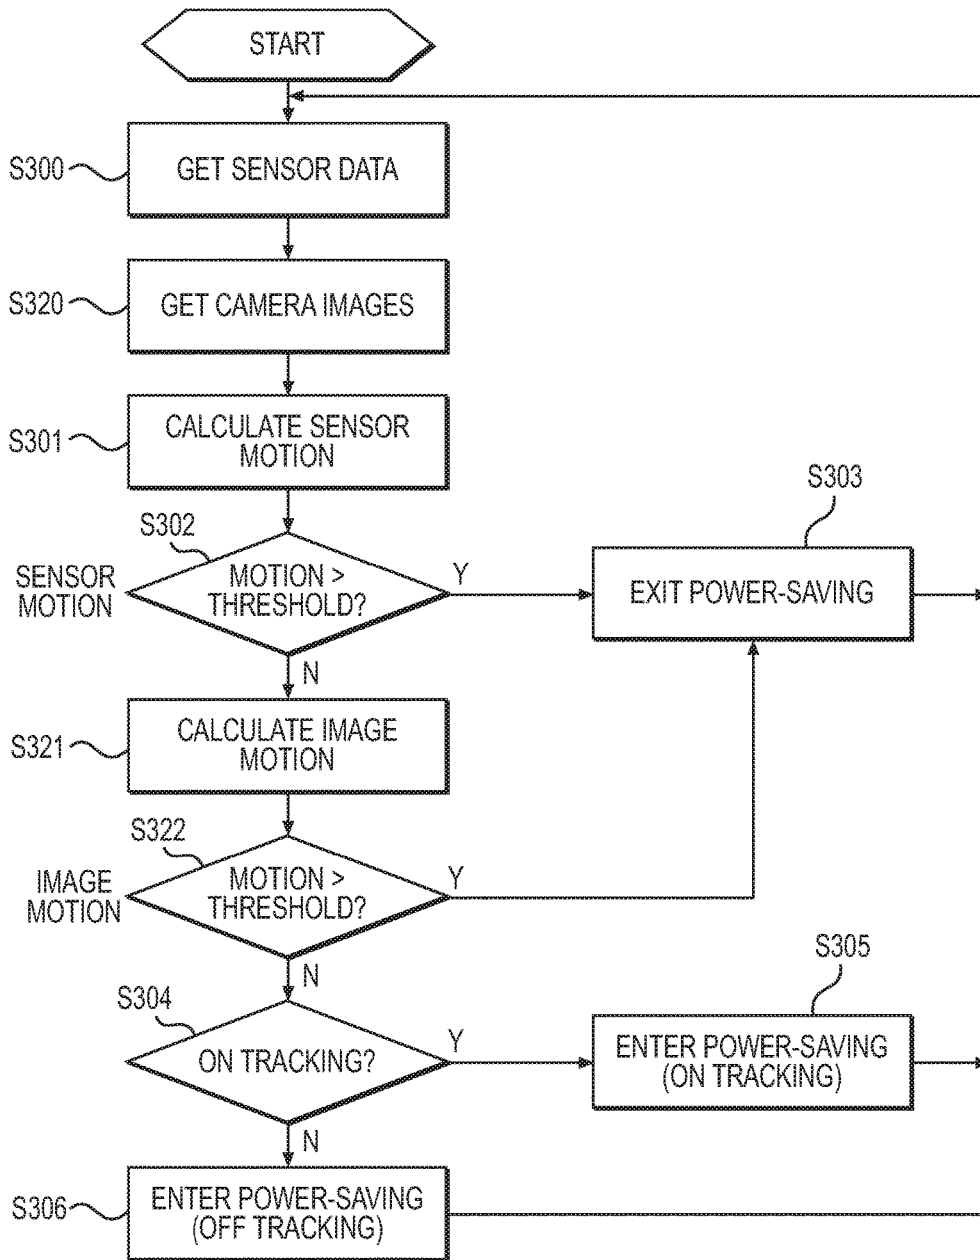 START
S300
GET SENSOR DATA
S320
GET CAMERA IMAGES
S301
CALCULATE SENSOR
MOTION
S302
SENSOR
MOTION
MOTION >
THRESHOLD?
Y
N
S303
EXIT POWER-SAVING
S321
CALCULATE IMAGE
MOTION
S322
IMAGE
MOTION
MOTION >
THRESHOLD?
Y
N
S304
ON TRACKING?
Y
N
S305
ENTER POWER-SAVING
(ON TRACKING)
S306
ENTER POWER-SAVING
(OFF TRACKING)